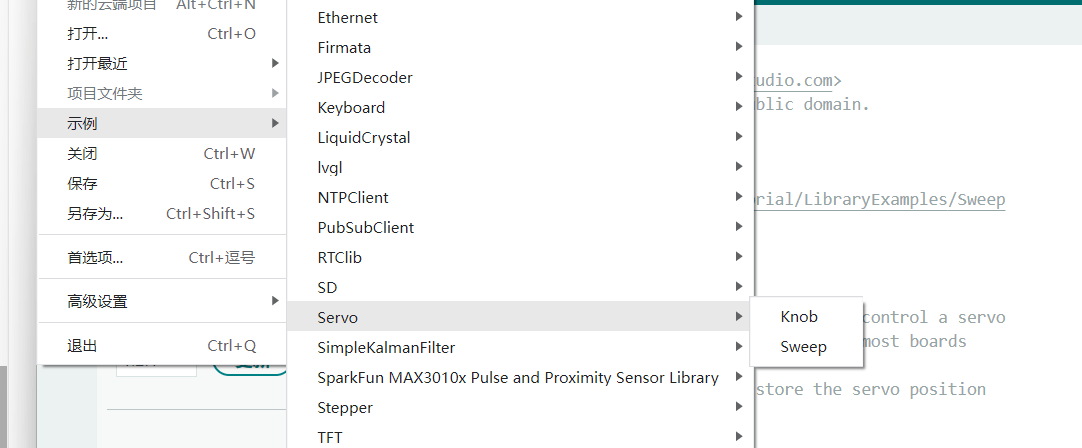 新的云端项目 Alt+Ctrl+N
打开... Ctrl+O
打开最近
项目文件夹
示例
关闭 Ctrl+W
保存 Ctrl+S
另存为... Ctrl+Shift+S
首选项... Ctrl+逗号
高级设置
退出 Ctrl+Q
Ethernet
Firmata
JPEGDecoder
Keyboard
LiquidCrystal
lvgl
NTPClient
PubSubClient
RTClib
SD
Servo
SimpleKalmanFilter
SparkFun MAX3010x Pulse and Proximity Sensor Library
Stepper
TFT
Knob
Sweep
udio.com>
blic domain.
orial/LibraryExamples/Sweep
control a servo
most boards
store the servo position